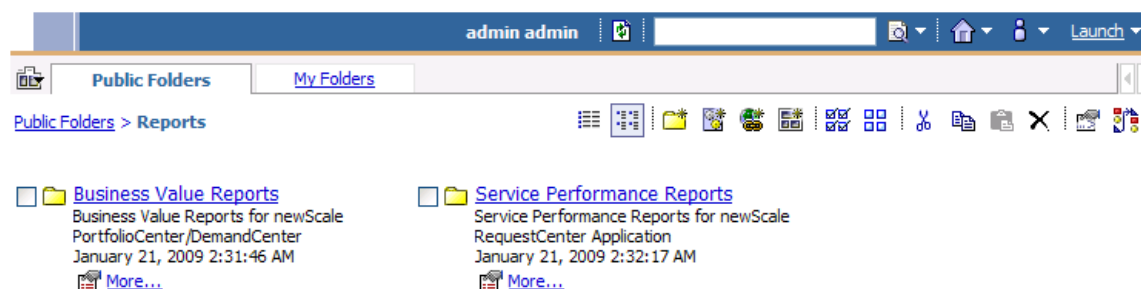 admin admin
Launch
Public Folders
My Folders
Public Folders > Reports
Business Value Reports
Business Value Reports for newScale
PortfolioCenter/DemandCenter
January 21, 2009 2:31:46 AM
More...
Service Performance Reports
Service Performance Reports for newScale
RequestCenter Application
January 21, 2009 2:32:17 AM
More...